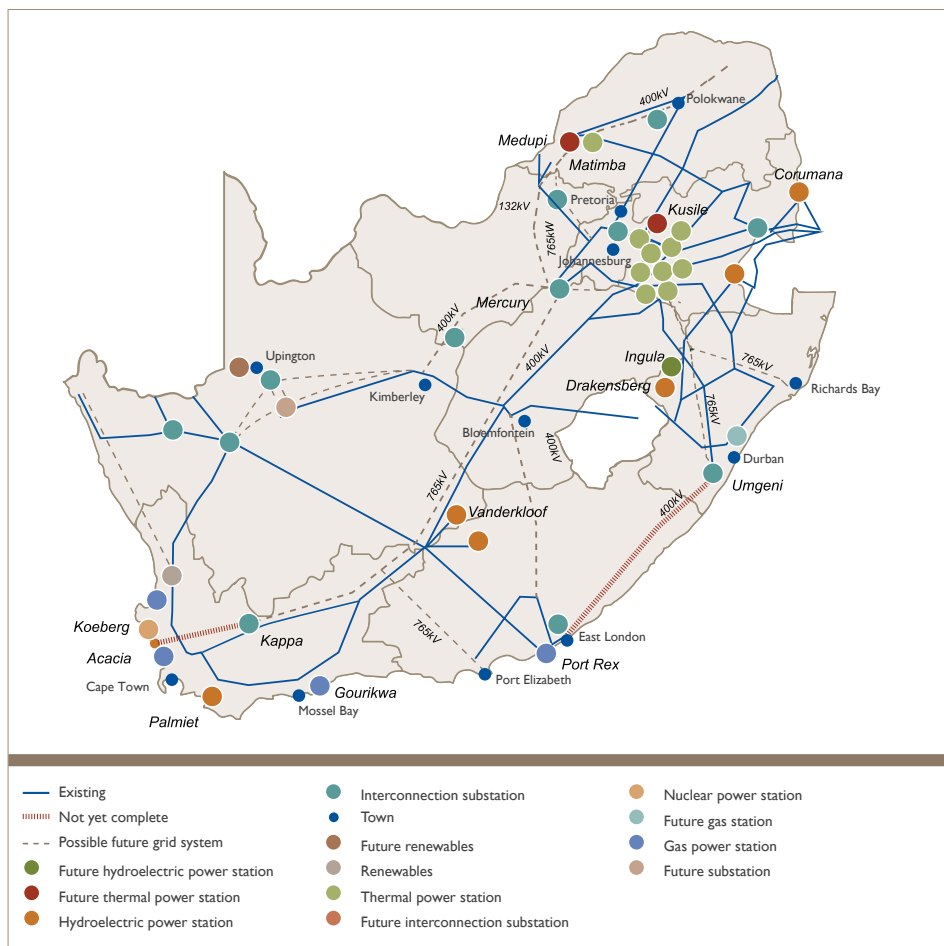 400kV
Polokwane
Medupi
Matimba
Corumana
132kV
Pretoria
Kusile
765kW
Johannesburg
Mercury
400kV
400kV
Ingula
765kV
Upington
Drakensberg
Richards Bay
Kimberley
765kV
Bloemfontein
400kV
Durban
765kV
Umgeni
400kV
Vanderkloof
Koeberg
Kappa
765kV
East London
Acacia
Port Rex
Cape Town
Port Elizabeth
Gourikwa
Mossel Bay
Palmiet
Existing
Not yet complete
Possible future grid system
Future hydroelectric power station
Future thermal power station
Hydroelectric power station
Interconnection substation
Town
Future renewables
Renewables
Thermal power station
Future interconnection substation
Nuclear power station
Future gas station
Gas power station
Future substation